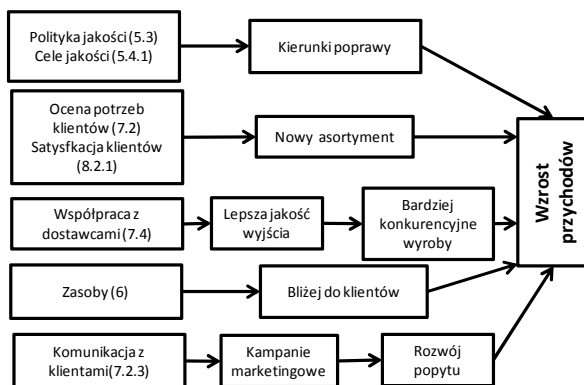 Polityka jakości (5.3)
Cele jakości (5.4.1)
Kierunki poprawy
Ocena potrzeb
klientów (7.2)
Satysfkacja klientów
(8.2.1)
Nowy asortyment
Współpraca z
dostawcami (7.4)
Lepsza jakość
wyjścia
Bardziej
konkurencyjne
wyroby
Zasoby (6)
Bliżej do klientów
Komunikacja z
klientami(7.2.3)
Kampanie
marketingowe
Rozwój
popytu
Wzrost
przychodów